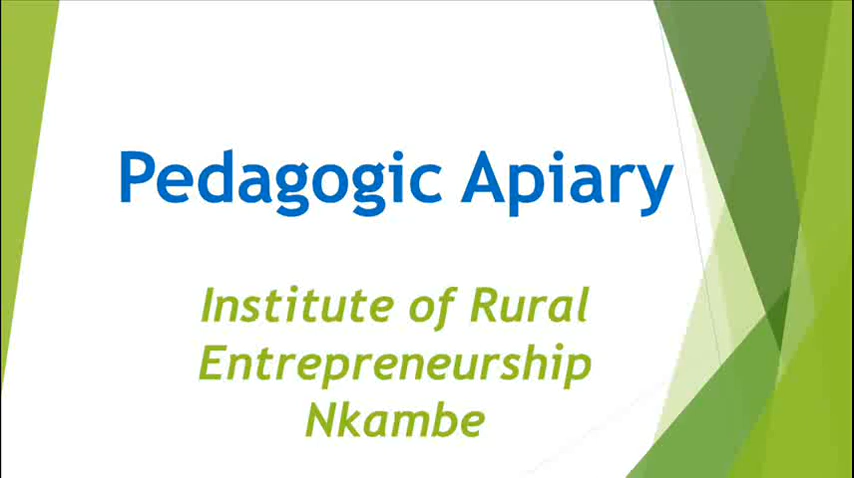 Pedagogic Apiary
Institute of Rural
Entrepreneurship
Nkambe